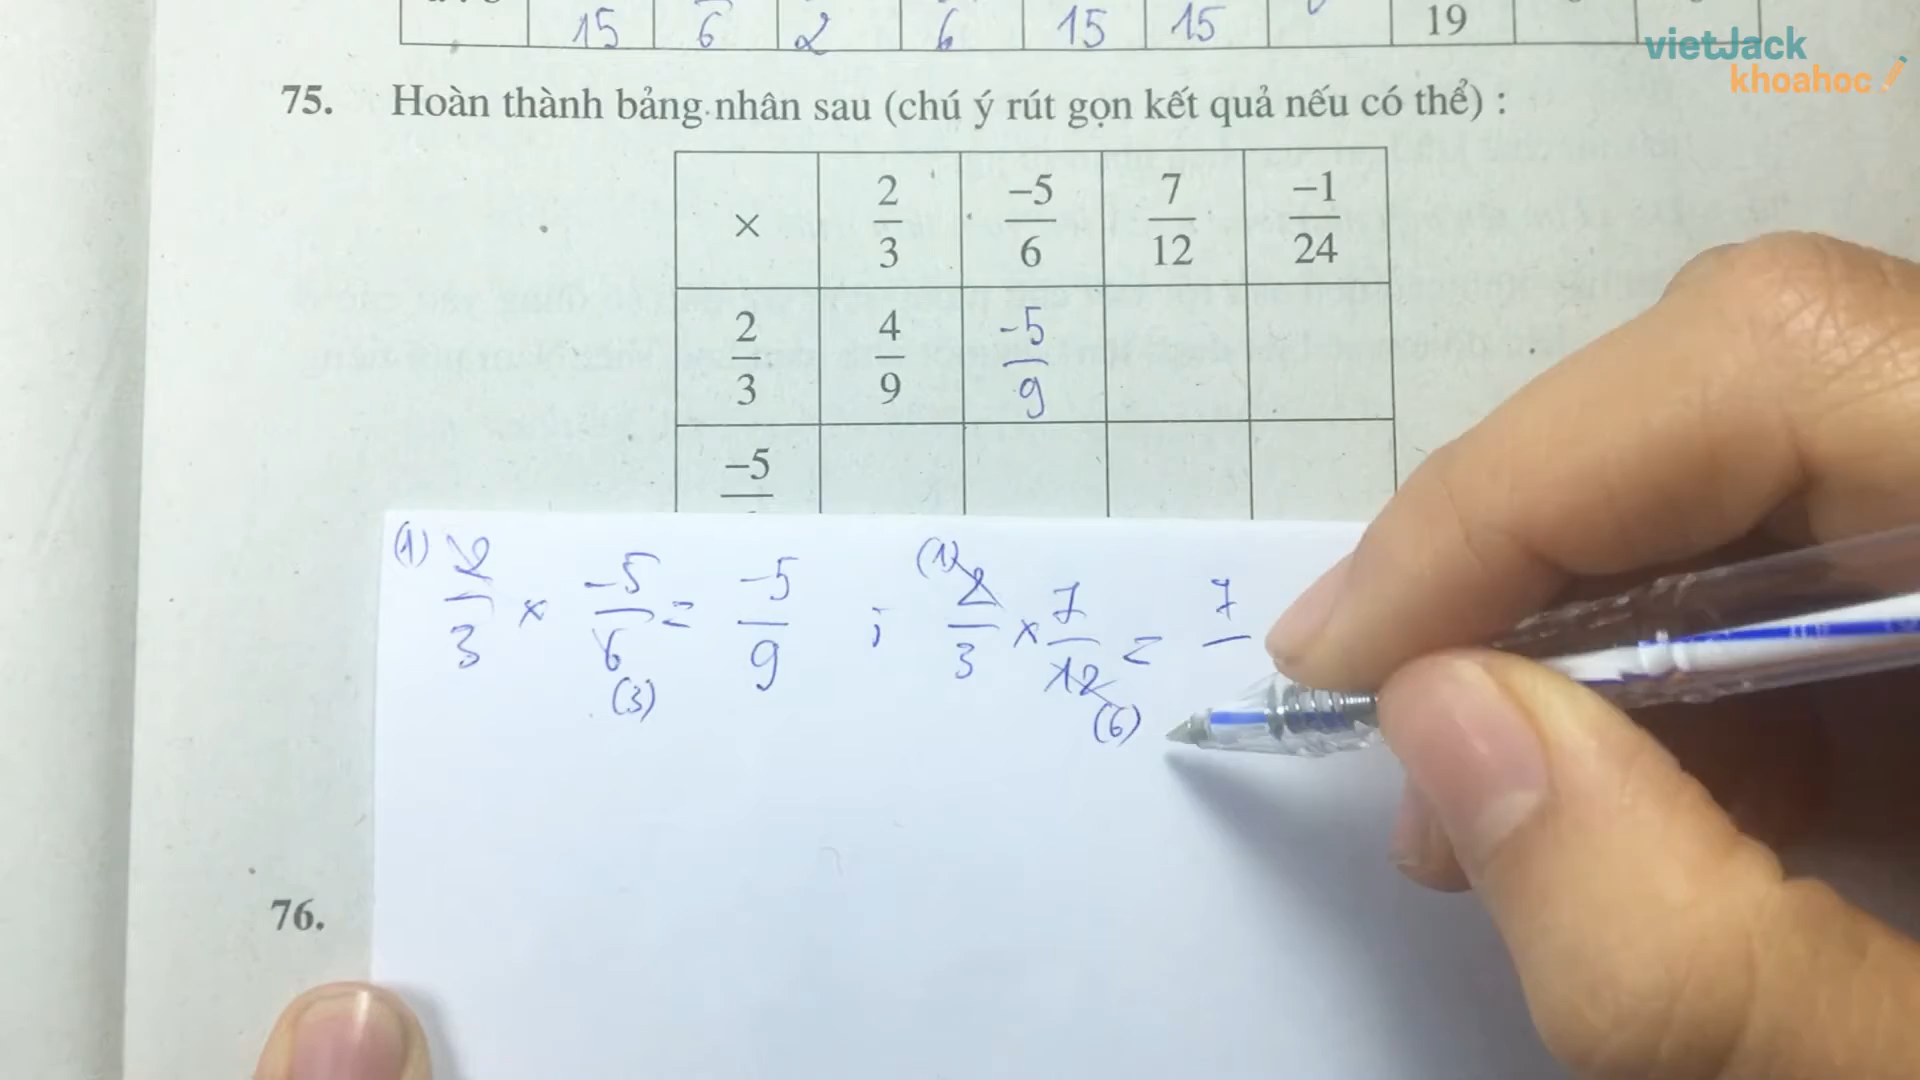 15 6 2 6 15 15 19
vietJack
khoahoc
75. Hoàn thành bảng nhân sau (chú ý rút gọn kết quả nếu có thể) :
× 2/3 -5/6 7/12 -1/24
2/3 4/9 -5/9
-5
(1) 2/3 × -5/6 (3) = -5/9 ; (1) 2/3 × 7/12 (6) = 7
76.